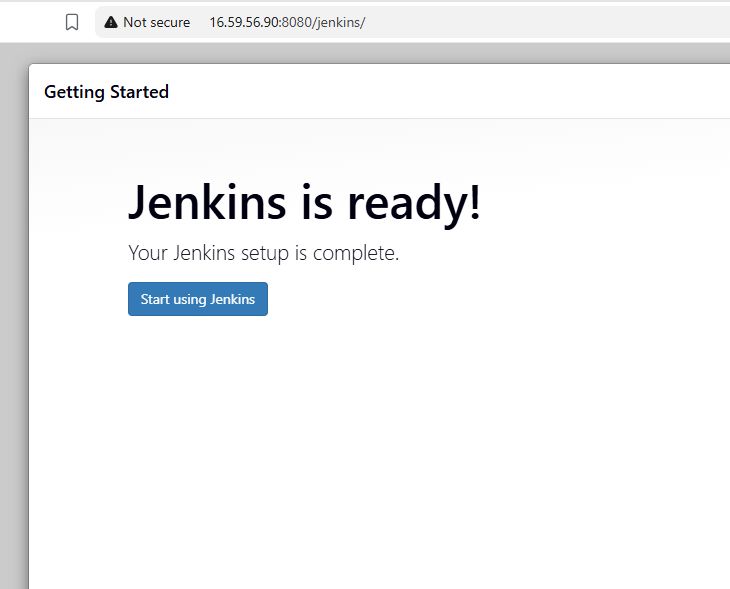 Not secure 16.59.56.90:8080/jenkins/
Getting Started
Jenkins is ready!
Your Jenkins setup is complete.
Start using Jenkins